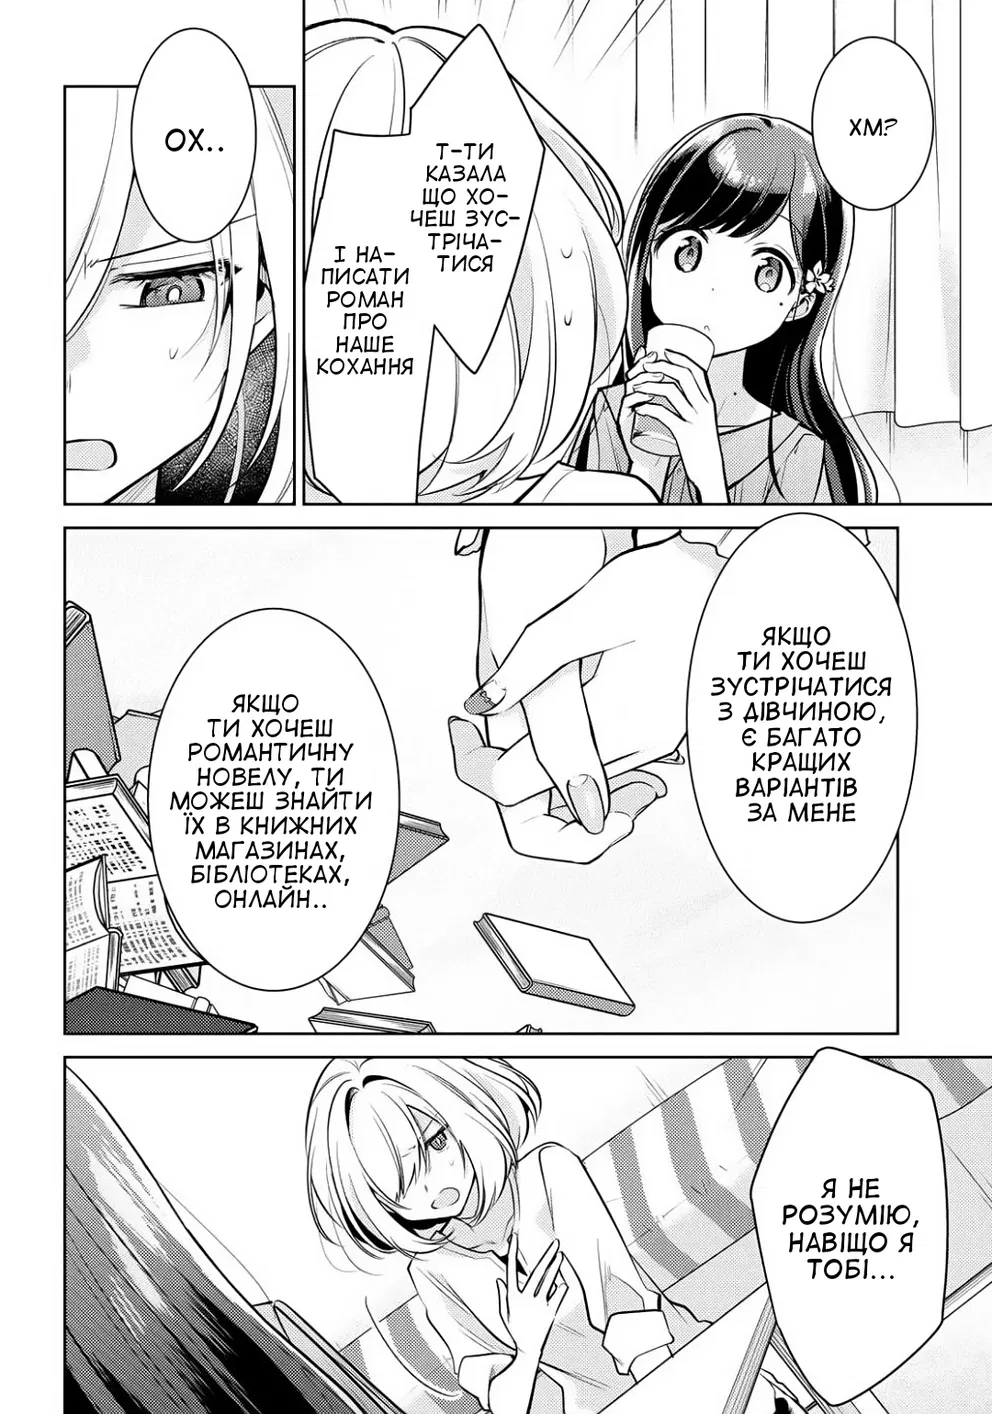 ХМ?
Т-ТИ
КАЗАЛА
ЩО ХО-
ЧЕШ ЗУС-
ТРІЧА-
ТИСЯ
І НА-
ПИСАТИ
РОМАН
ПРО
НАШЕ
КОХАННЯ
ОХ..
ЯКЩО
ТИ ХОЧЕШ
ЗУСТРІЧАТИСЯ
З ДІВЧИНОЮ,
Є БАГАТО
КРАЩИХ
ВАРІАНТІВ
ЗА МЕНЕ
ЯКЩО
ТИ ХОЧЕШ
РОМАНТИЧНУ
НОВЕЛУ, ТИ
МОЖЕШ ЗНАЙТИ
ЇХ В КНИЖНИХ
МАГАЗИНАХ,
БІБЛІОТЕКАХ,
ОНЛАЙН..
Я НЕ
РОЗУМІЮ,
НАВІЩО Я
ТОБІ...